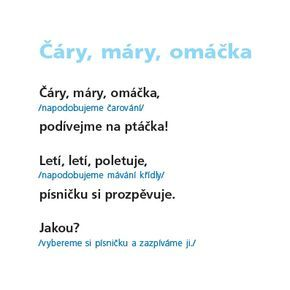 Čáry, máry, omáčka
Čáry, máry, omáčka,
/napodobujeme čarování/
podívejme na ptáčka!
Letí, letí, poletuje,
/napodobujeme mávání křídly/
písničku si prozpěvuje.
Jakou?
/vybereme si písničku a zazpíváme ji./